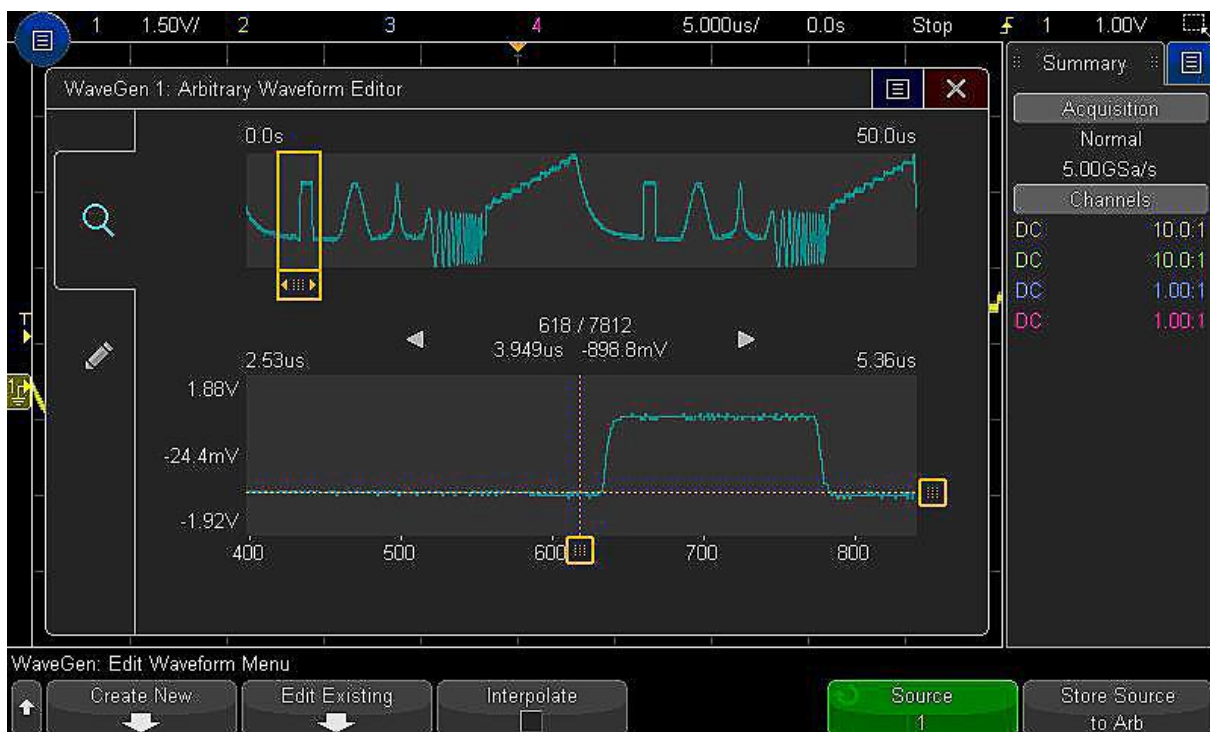 1 1.50V/ 2 3 4 5.000us/ 0.0s Stop 1 1.00V
Summary
WaveGen 1: Arbitrary Waveform Editor
Acquisition
Normal
5.00GSa/s
Channels
DC 10.0:1
DC 10.0:1
DC 1.00:1
DC 1.00:1
0.0s 50.0us
618 / 7812
3.949us -898.8mV
2.53us 5.36us
1.88V
-24.4mV
-1.92V
400 500 600 700 800
T
1
WaveGen: Edit Waveform Menu
Create New Edit Existing Interpolate Source Store Source
1 to Arb